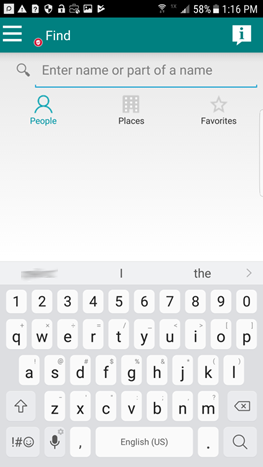 58% 1:16 PM
Find
Enter name or part of a name
People Places Favorites
I the
1 2 3 4 5 6 7 8 9 0
q w e r t y u i o p
a s d f g h j k l
z x c v b n m
!#☺ , English (US) .